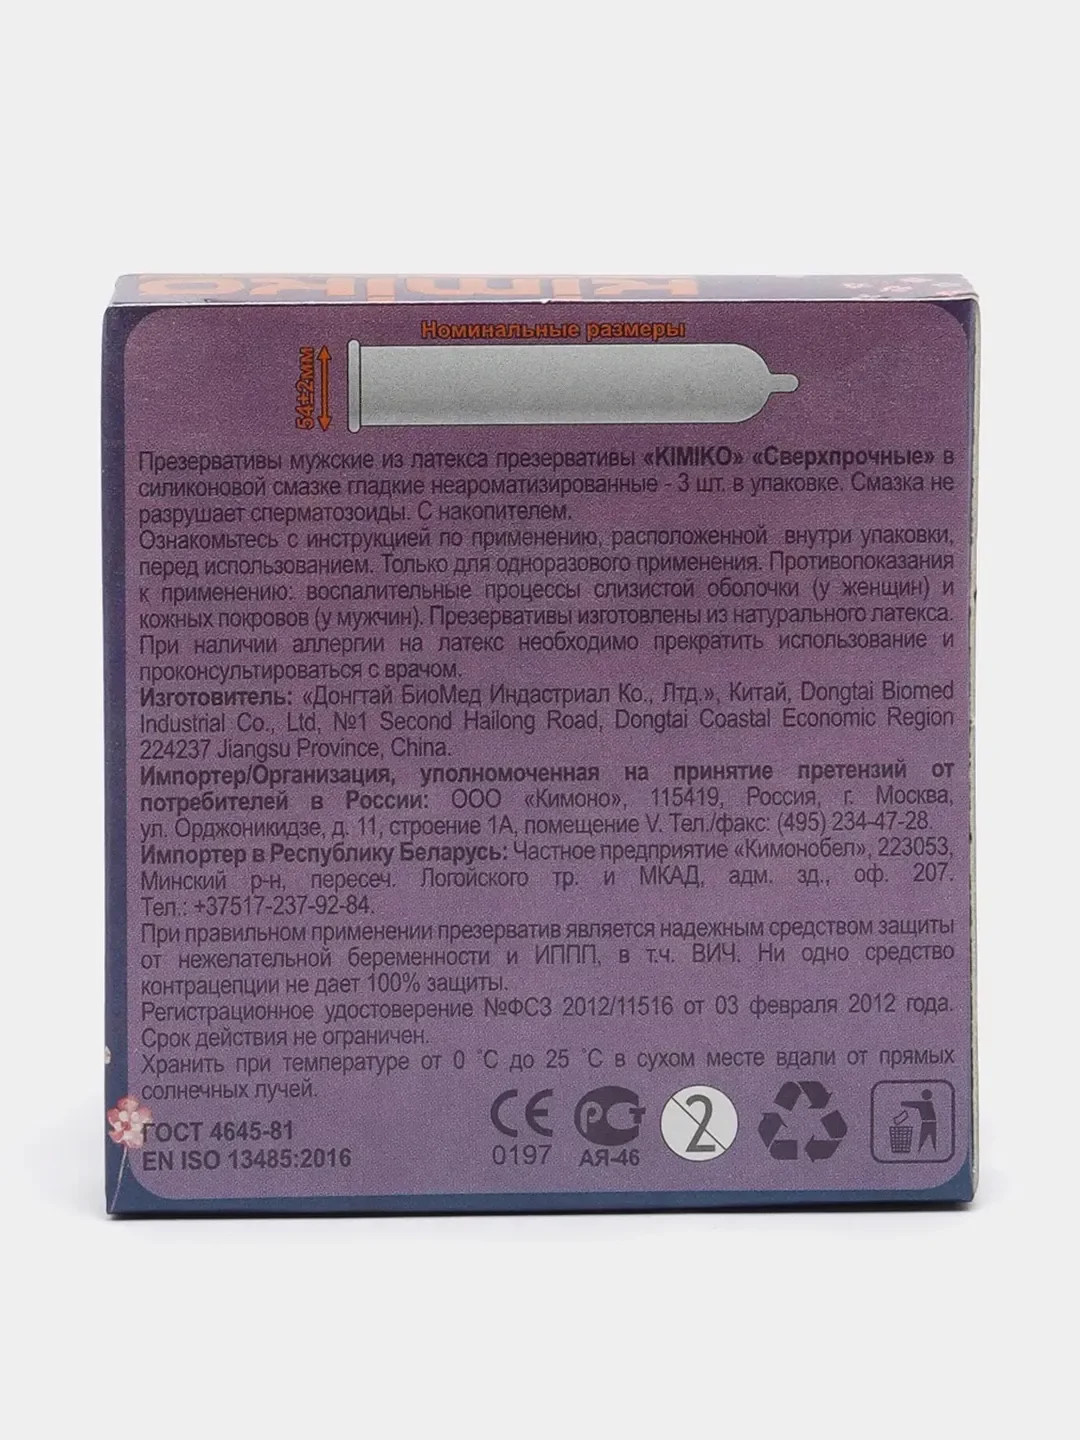 KIMIKO
Номинальные размеры
54±2мм
Презервативы мужские из латекса презервативы «KIMIKO» «Сверхпрочные» в
силиконовой смазке гладкие неароматизированные - 3 шт. в упаковке. Смазка не
разрушает сперматозоиды. С накопителем.
Ознакомьтесь с инструкцией по применению, расположенной внутри упаковки,
перед использованием. Только для одноразового применения. Противопоказания
к применению: воспалительные процессы слизистой оболочки (у женщин) и
кожных покровов (у мужчин). Презервативы изготовлены из натурального латекса.
При наличии аллергии на латекс необходимо прекратить использование и
проконсультироваться с врачом.
Изготовитель: «Донгтай БиоМед Индастриал Ко., Лтд.», Китай, Dongtai Biomed
Industrial Co., Ltd, №1 Second Hailong Road, Dongtai Coastal Economic Region
224237 Jiangsu Province, China.
Импортер/Организация, уполномоченная на принятие претензий от
потребителей в России: ООО «Кимоно», 115419, Россия, г. Москва,
ул. Орджоникидзе, д. 11, строение 1А, помещение V. Тел./факс: (495) 234-47-28.
Импортер в Республику Беларусь: Частное предприятие «Кимонобел», 223053,
Минский р-н, пересеч. Логойского тр. и МКАД, адм. зд., оф. 207.
Тел.: +37517-237-92-84.
При правильном применении презерватив является надежным средством защиты
от нежелательной беременности и ИППП, в т.ч. ВИЧ. Ни одно средство
контрацепции не дает 100% защиты.
Регистрационное удостоверение №ФСЗ 2012/11516 от 03 февраля 2012 года.
Срок действия не ограничен.
Хранить при температуре от 0 ˚С до 25 ˚С в сухом месте вдали от прямых
солнечных лучей.
ГОСТ 4645-81
EN ISO 13485:2016
CE
0197
РСТ
АЯ-46
2